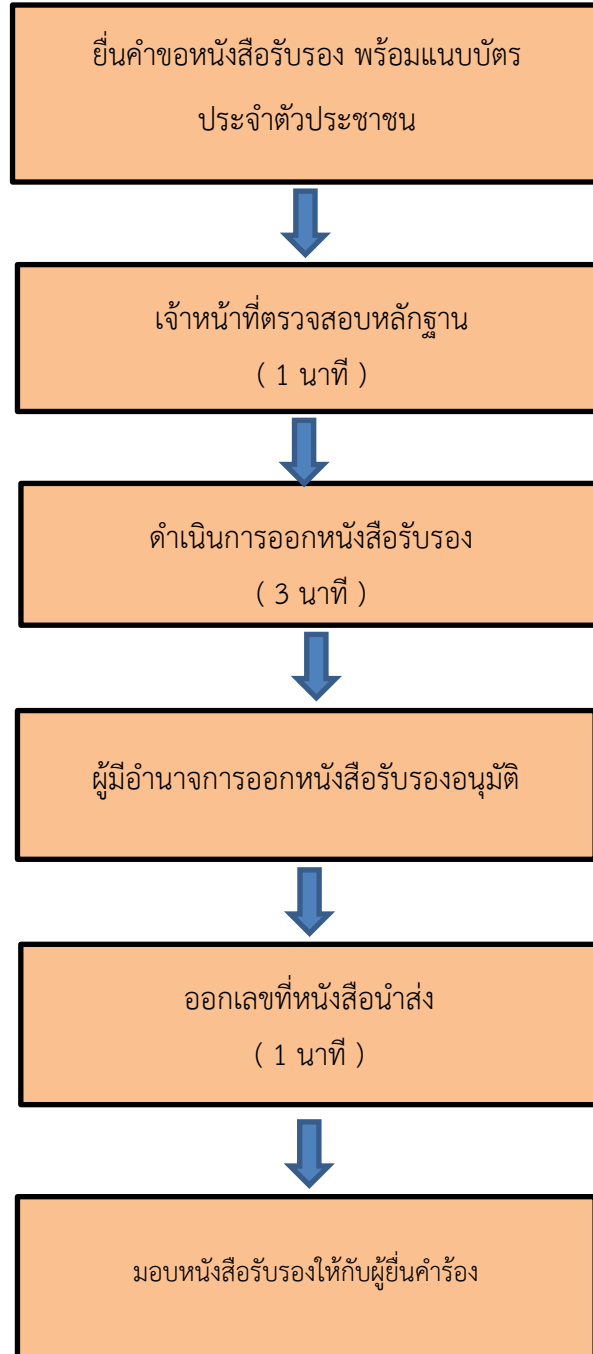 ยื่นคำขอหนังสือรับรอง พร้อมแนบบัตร
ประจำตัวประชาชน
เจ้าหน้าที่ตรวจสอบหลักฐาน
( 1 นาที )
ดำเนินการออกหนังสือรับรอง
( 3 นาที )
ผู้มีอำนาจการออกหนังสือรับรองอนุมัติ
ออกเลขที่หนังสือนำส่ง
( 1 นาที )
มอบหนังสือรับรองให้กับผู้ยื่นคำร้อง